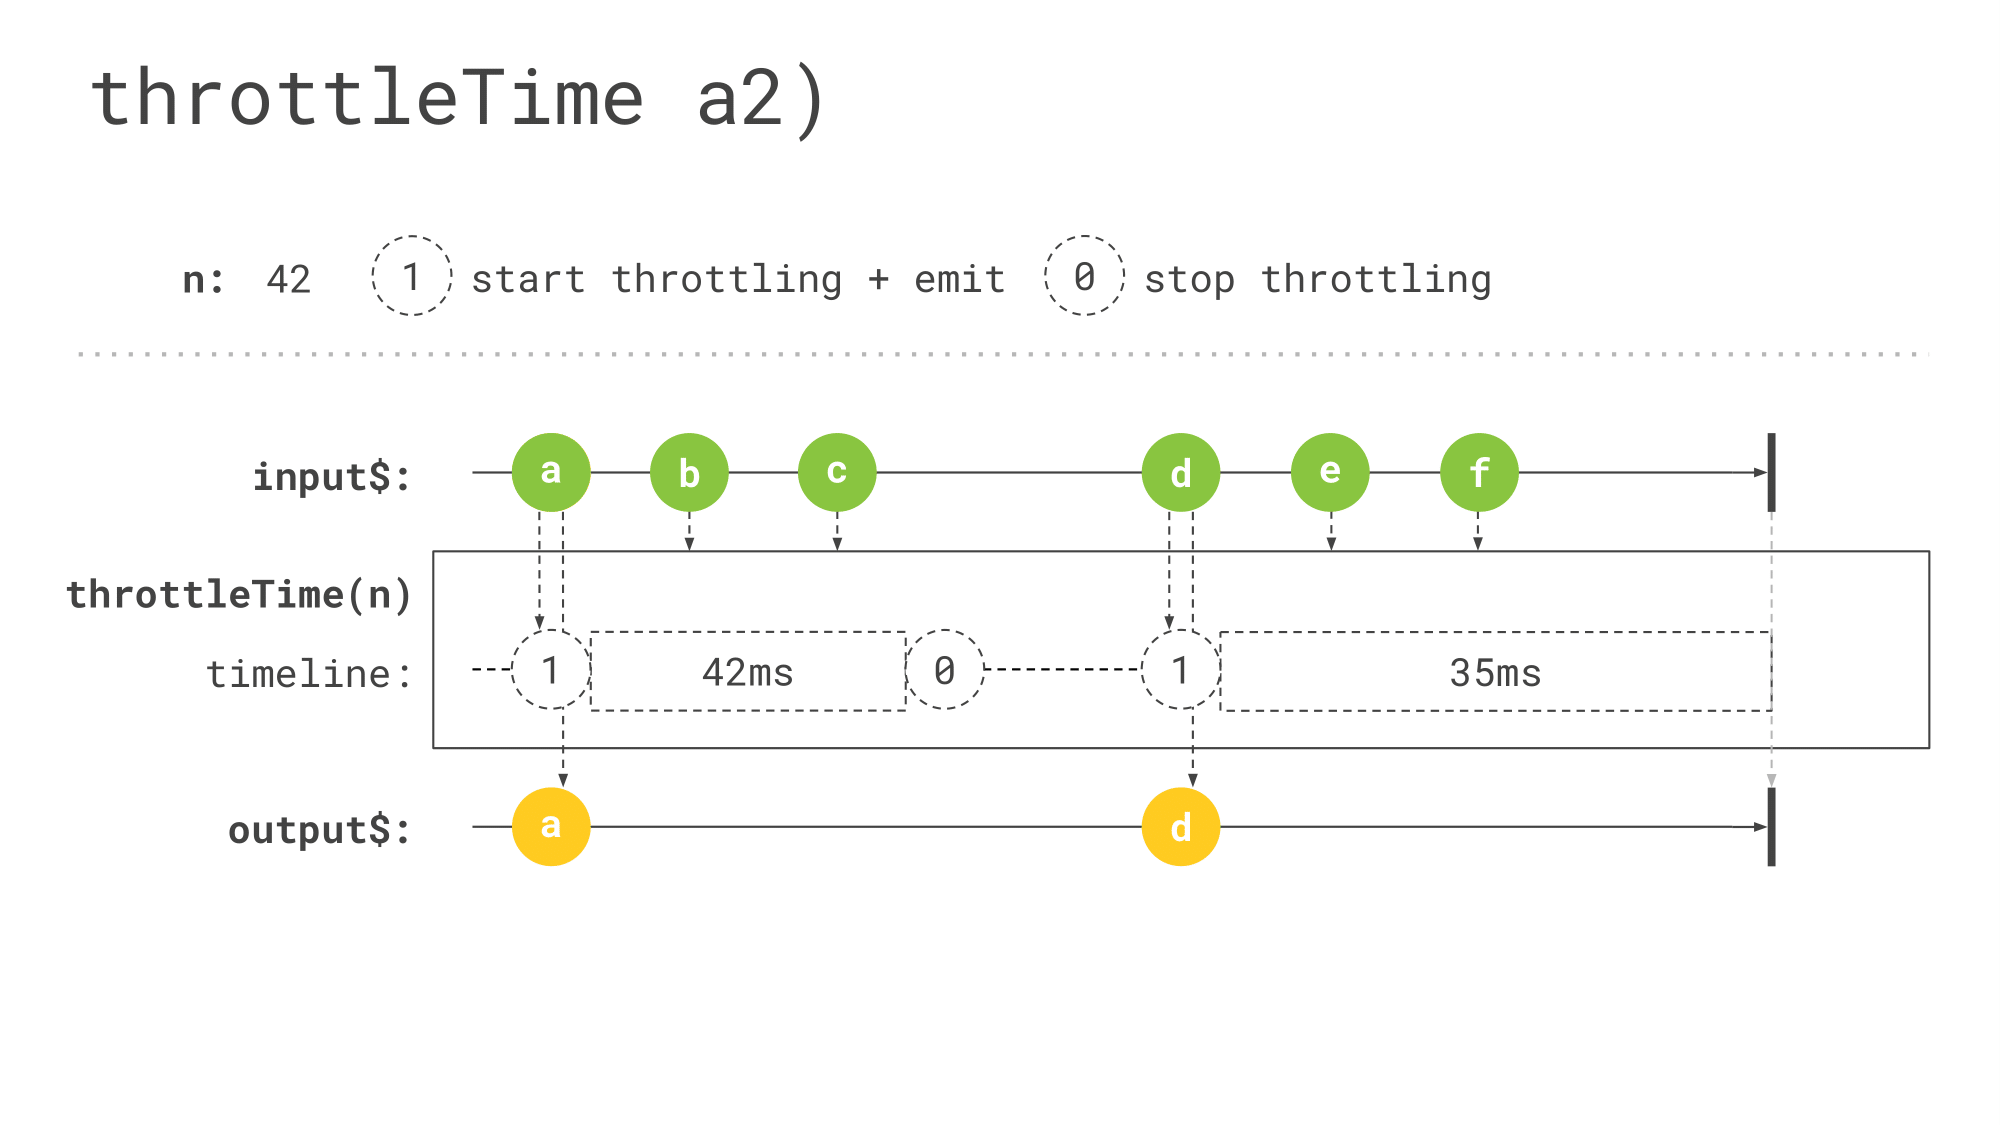 throttleTime a2)
n: 42 1 start throttling + emit 0 stop throttling
input$: a b c d e f
throttleTime(n)
timeline: 1 42ms 0 1 35ms
output$: a d